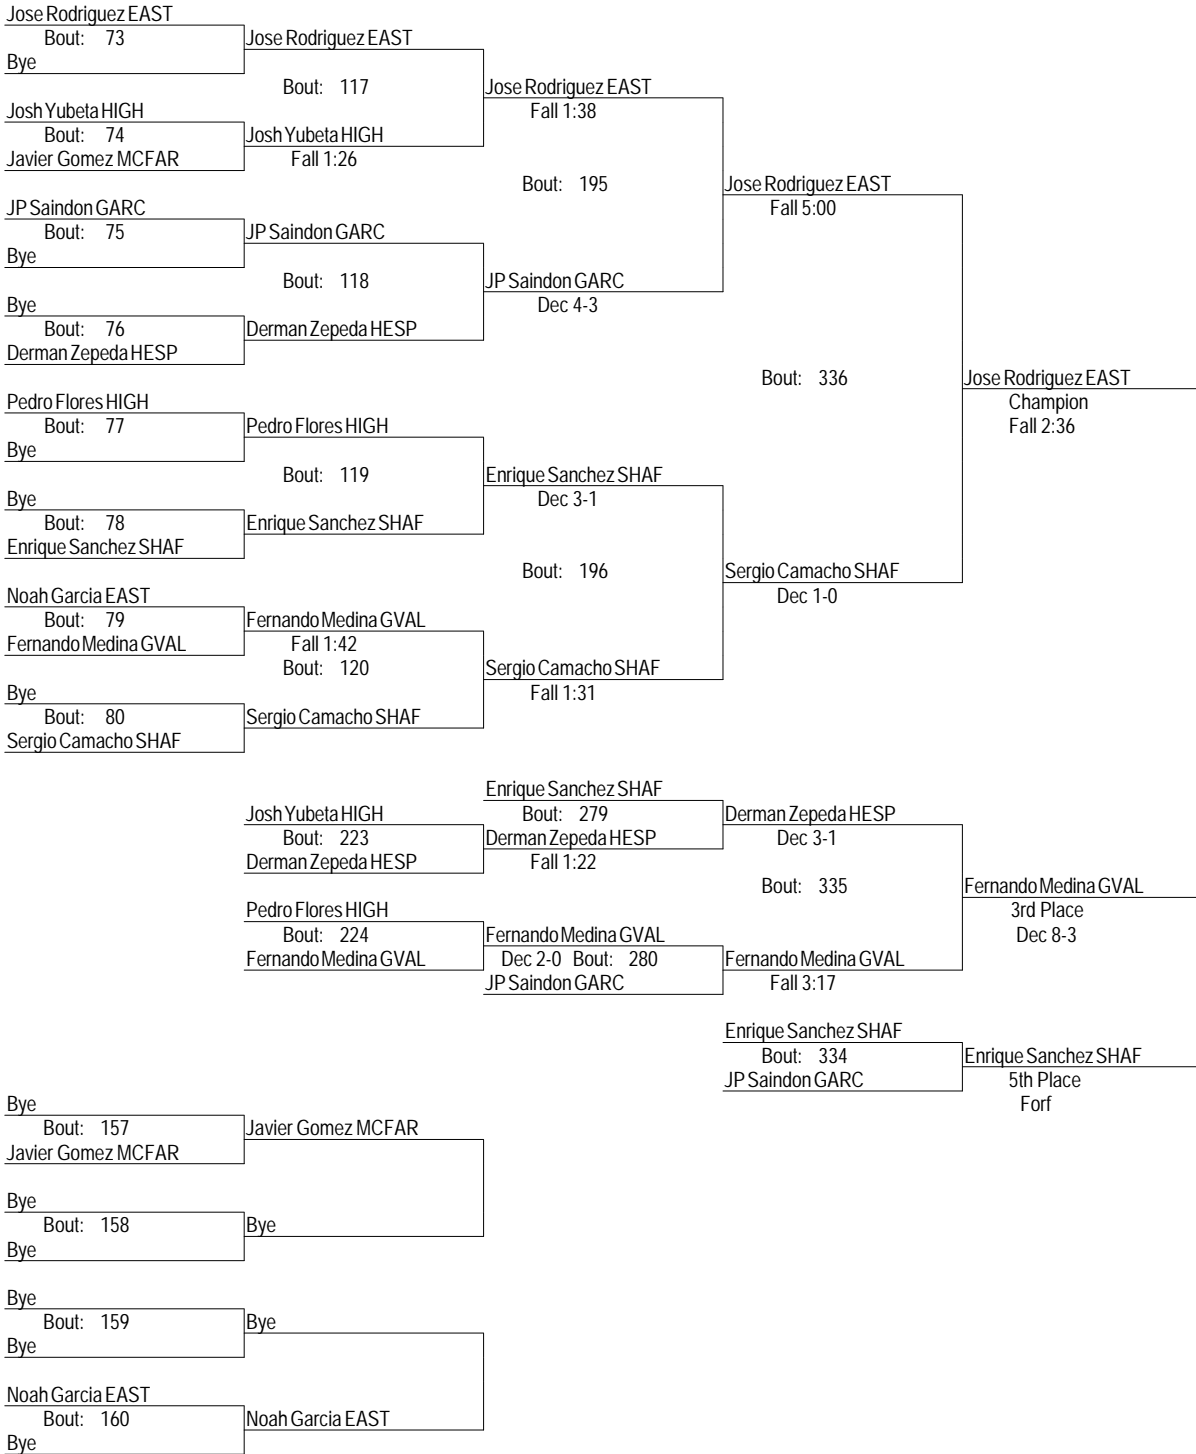 Jose Rodriguez EAST
Bout: 73
Jose Rodriguez EAST
Bye
Bout: 117
Jose Rodriguez EAST
Josh Yubeta HIGH
Fall 1:38
Bout: 74
Josh Yubeta HIGH
Javier Gomez MCFAR
Fall 1:26
Bout: 195
Jose Rodriguez EAST
JP Saindon GARC
Fall 5:00
Bout: 75
JP Saindon GARC
Bye
Bout: 118
JP Saindon GARC
Bye
Dec 4-3
Bout: 76
Derman Zepeda HESP
Derman Zepeda HESP
Bout: 336
Jose Rodriguez EAST
Pedro Flores HIGH
Champion
Bout: 77
Pedro Flores HIGH
Fall 2:36
Bye
Bout: 119
Enrique Sanchez SHAF
Bye
Dec 3-1
Bout: 78
Enrique Sanchez SHAF
Enrique Sanchez SHAF
Bout: 196
Sergio Camacho SHAF
Noah Garcia EAST
Dec 1-0
Bout: 79
Fernando Medina GVAL
Fernando Medina GVAL
Fall 1:42
Bout: 120
Sergio Camacho SHAF
Bye
Fall 1:31
Bout: 80
Sergio Camacho SHAF
Sergio Camacho SHAF
Enrique Sanchez SHAF
Josh Yubeta HIGH
Bout: 279
Derman Zepeda HESP
Bout: 223
Derman Zepeda HESP
Dec 3-1
Derman Zepeda HESP
Fall 1:22
Bout: 335
Fernando Medina GVAL
Pedro Flores HIGH
3rd Place
Bout: 224
Fernando Medina GVAL
Dec 8-3
Fernando Medina GVAL
Dec 2-0 Bout: 280
Fernando Medina GVAL
JP Saindon GARC
Fall 3:17
Enrique Sanchez SHAF
Bout: 334
Enrique Sanchez SHAF
JP Saindon GARC
5th Place
Forf
Bye
Bout: 157
Javier Gomez MCFAR
Javier Gomez MCFAR
Bye
Bout: 158
Bye
Bye
Bye
Bout: 159
Bye
Bye
Noah Garcia EAST
Bout: 160
Noah Garcia EAST
Bye